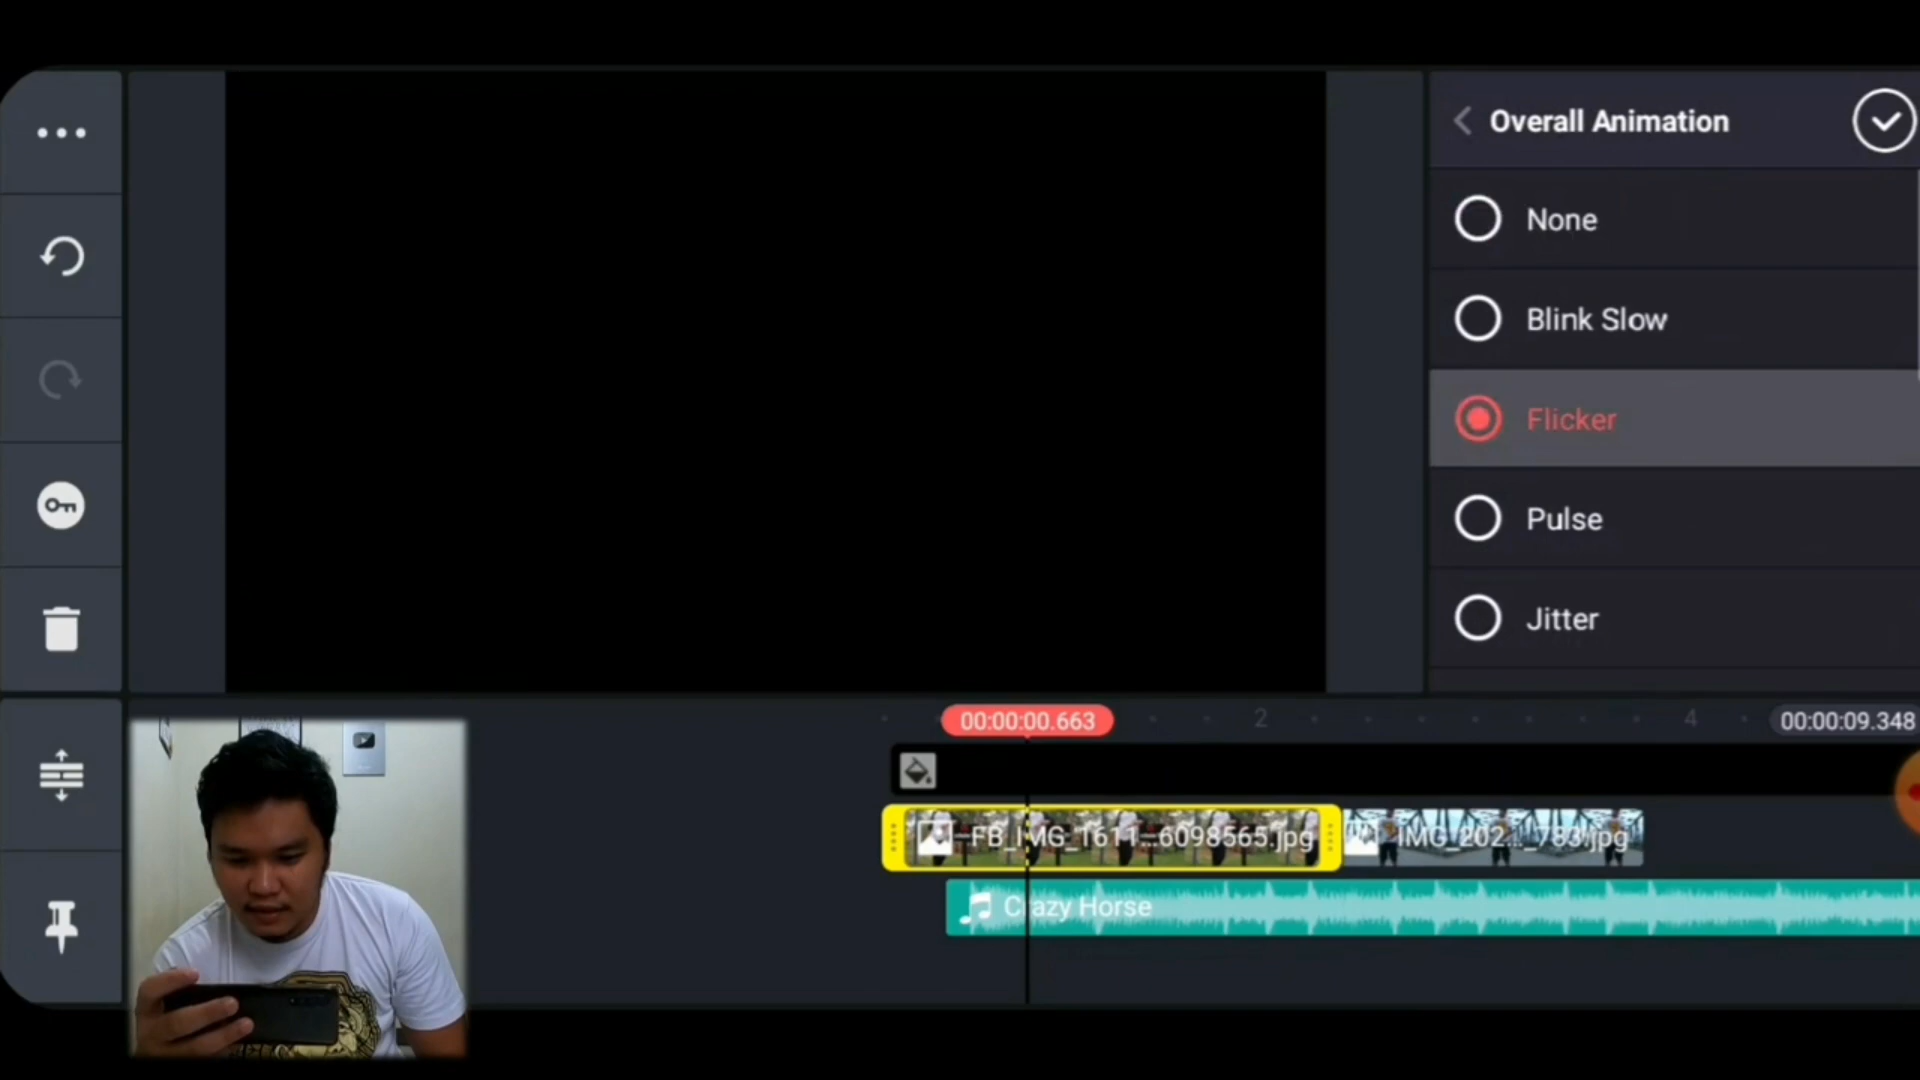 Overall Animation
None
Blink Slow
Flicker
Pulse
Jitter
00:00:00.663
2
4
00:00:09.348
FB_IMG_1611...6098565.jpg
IMG_202..._783.jpg
Crazy Horse